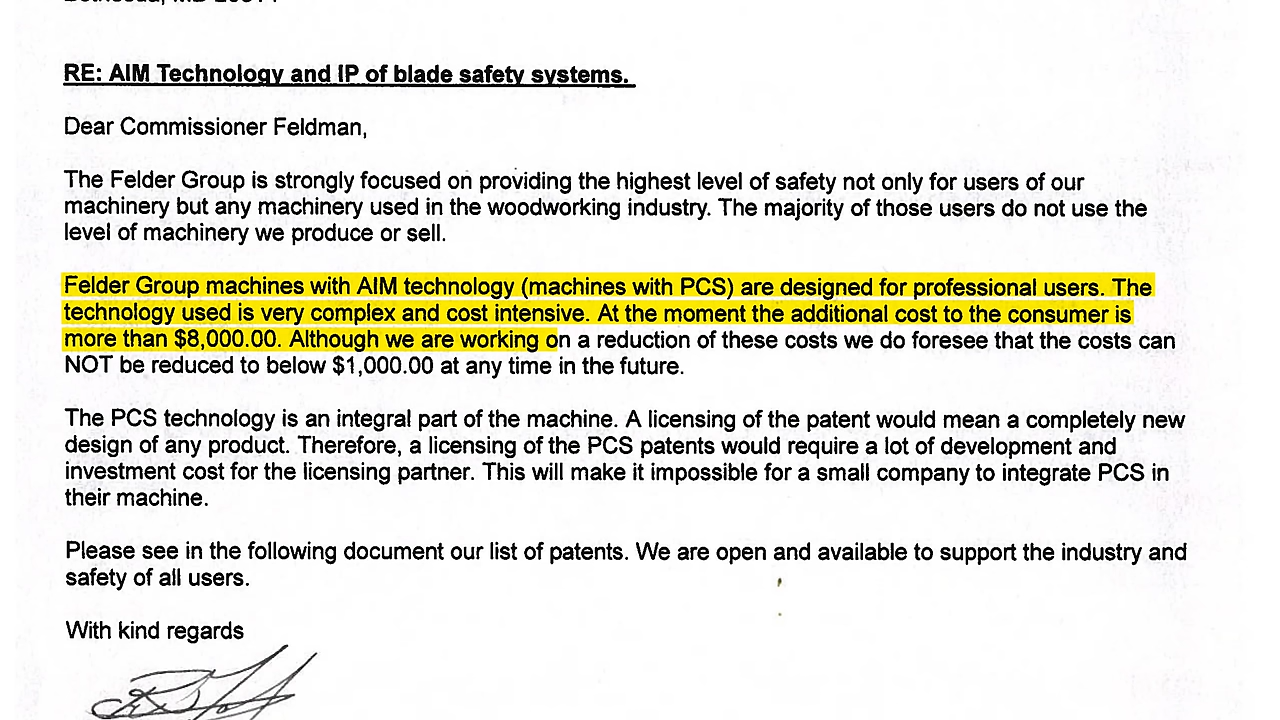 RE: AIM Technology and IP of blade safety systems.
Dear Commissioner Feldman,
The Felder Group is strongly focused on providing the highest level of safety not only for users of our
machinery but any machinery used in the woodworking industry. The majority of those users do not use the
level of machinery we produce or sell.
Felder Group machines with AIM technology (machines with PCS) are designed for professional users. The
technology used is very complex and cost intensive. At the moment the additional cost to the consumer is
more than $8,000.00. Although we are working on a reduction of these costs we do foresee that the costs can
NOT be reduced to below $1,000.00 at any time in the future.
The PCS technology is an integral part of the machine. A licensing of the patent would mean a completely new
design of any product. Therefore, a licensing of the PCS patents would require a lot of development and
investment cost for the licensing partner. This will make it impossible for a small company to integrate PCS in
their machine.
Please see in the following document our list of patents. We are open and available to support the industry and
safety of all users.
With kind regards